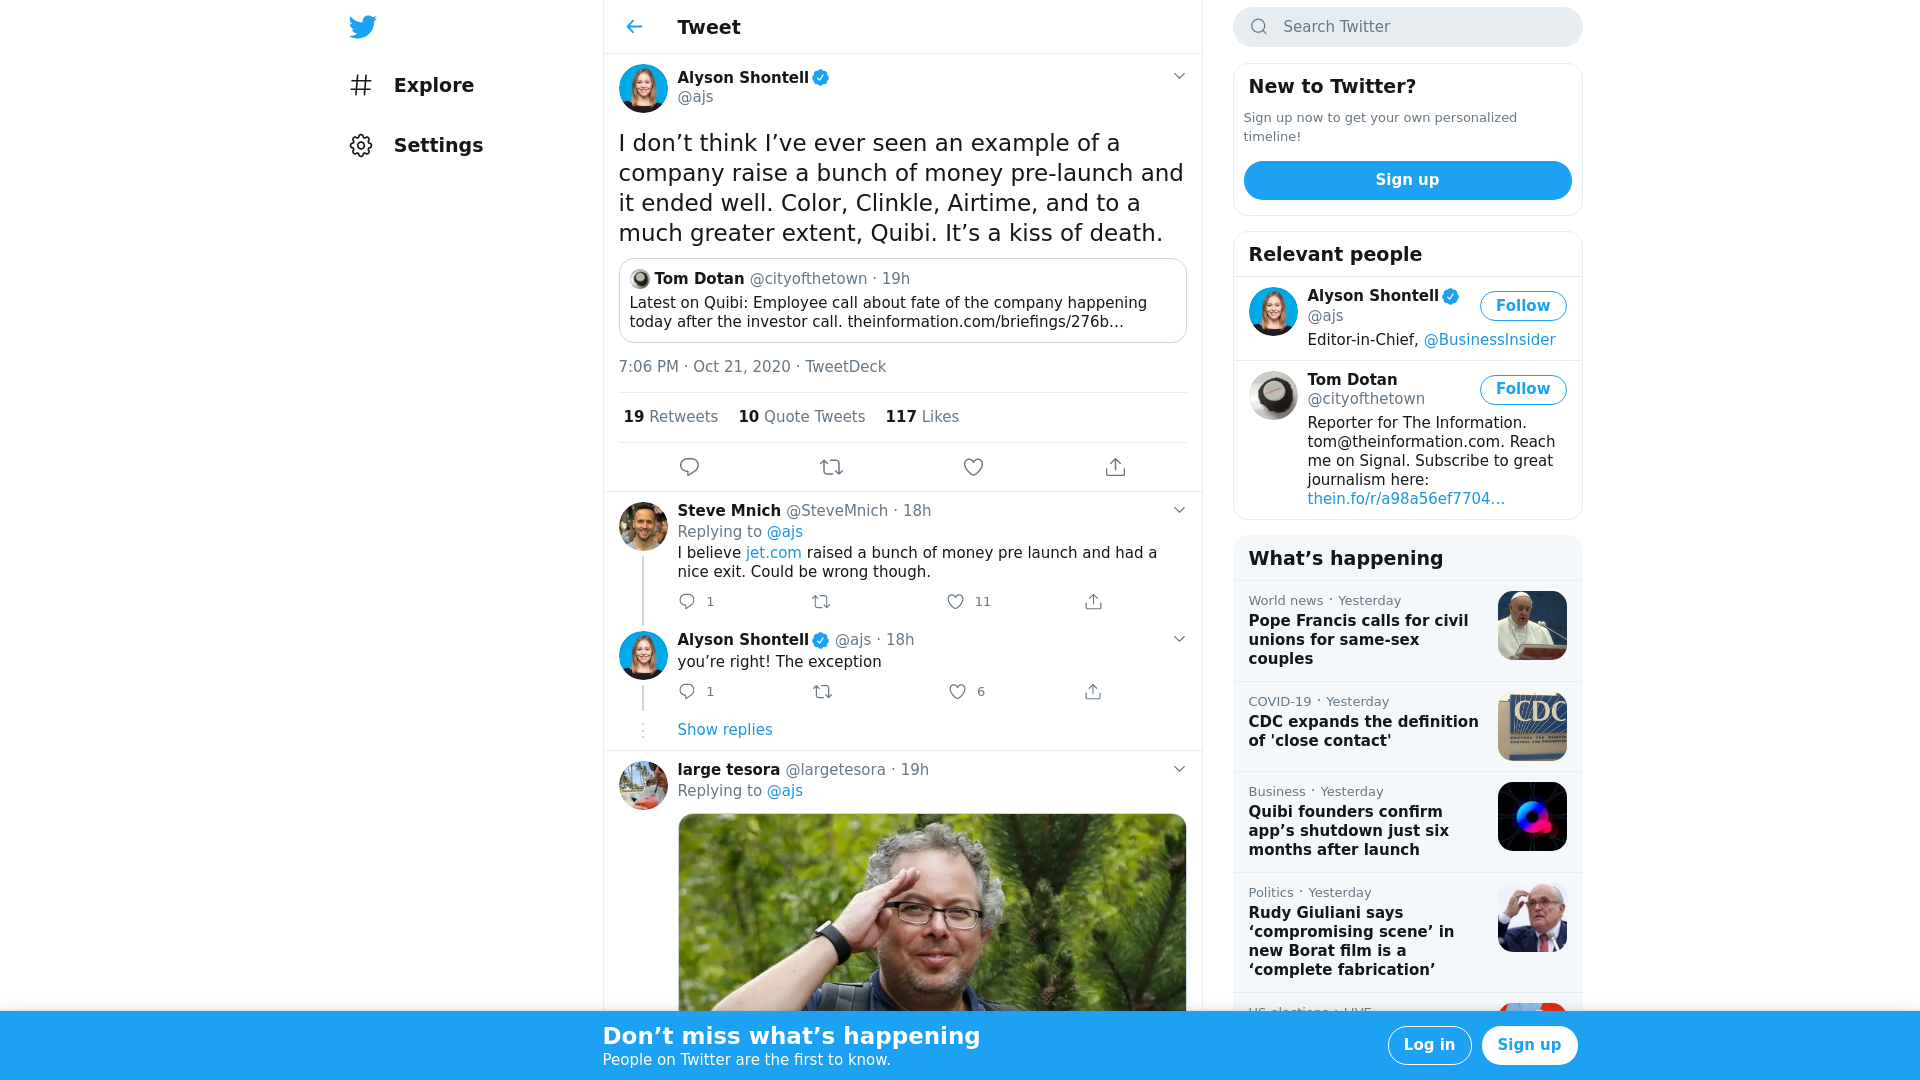 Explore
Settings
Tweet
Alyson Shontell
@ajs
I don’t think I’ve ever seen an example of a
company raise a bunch of money pre-launch and
it ended well. Color, Clinkle, Airtime, and to a
much greater extent, Quibi. It’s a kiss of death.
Tom Dotan @cityofthetown · 19h
Latest on Quibi: Employee call about fate of the company happening
today after the investor call. theinformation.com/briefings/276b…
7:06 PM · Oct 21, 2020 · TweetDeck
19 Retweets 10 Quote Tweets 117 Likes
Steve Mnich @SteveMnich · 18h
Replying to @ajs
I believe jet.com raised a bunch of money pre launch and had a
nice exit. Could be wrong though.
1 11
Alyson Shontell @ajs · 18h
you’re right! The exception
1 6
Show replies
large tesora @largetesora · 19h
Replying to @ajs
Search Twitter
New to Twitter?
Sign up now to get your own personalized
timeline!
Sign up
Relevant people
Alyson Shontell
@ajs
Follow
Editor-in-Chief, @BusinessInsider
Tom Dotan
@cityofthetown
Follow
Reporter for The Information.
tom@theinformation.com. Reach
me on Signal. Subscribe to great
journalism here:
thein.fo/r/a98a56ef7704…
What’s happening
World news · Yesterday
Pope Francis calls for civil
unions for same-sex
couples
COVID-19 · Yesterday
CDC expands the definition
of 'close contact'
CDC
Business · Yesterday
Quibi founders confirm
app’s shutdown just six
months after launch
Politics · Yesterday
Rudy Giuliani says
‘compromising scene’ in
new Borat film is a
‘complete fabrication’
US elections · LIVE
Don’t miss what’s happening
People on Twitter are the first to know.
Log in
Sign up